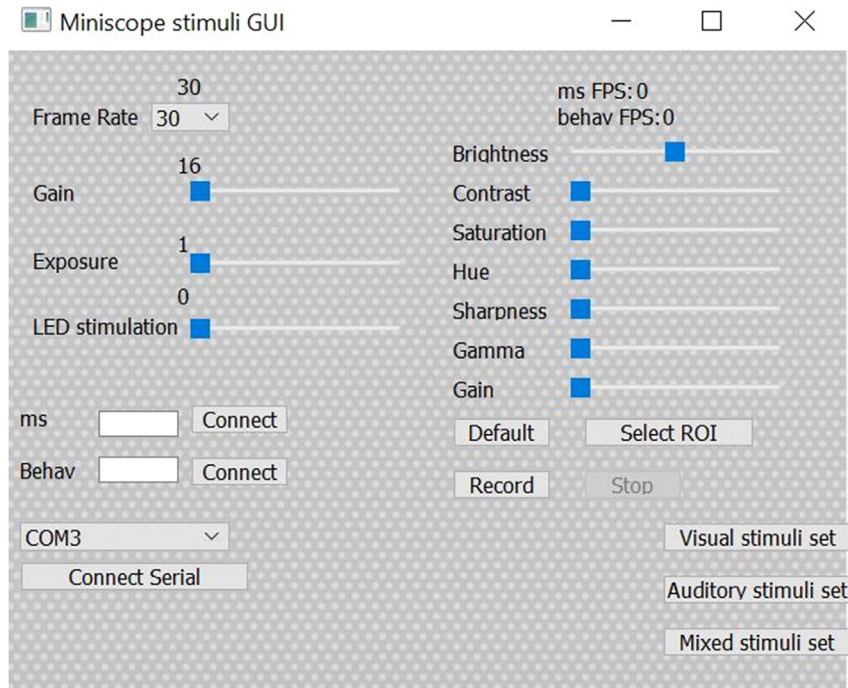 Miniscope stimuli GUI
30
Frame Rate 30
16
Gain
1
Exposure
0
LED stimulation
ms Connect
Behav Connect
COM3
Connect Serial
ms FPS: 0
behav FPS: 0
Brightness
Contrast
Saturation
Hue
Sharpness
Gamma
Gain
Default Select ROI
Record Stop
Visual stimuli set
Auditory stimuli set
Mixed stimuli set